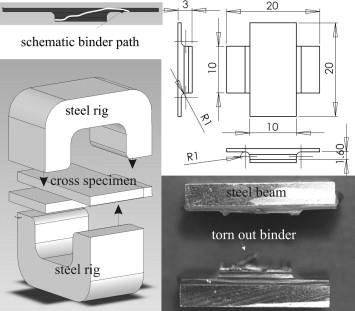 schematic binder path
steel rig
cross specimen
steel rig
3
20
10
20
R1
10
R1
1.60
steel beam
torn out binder